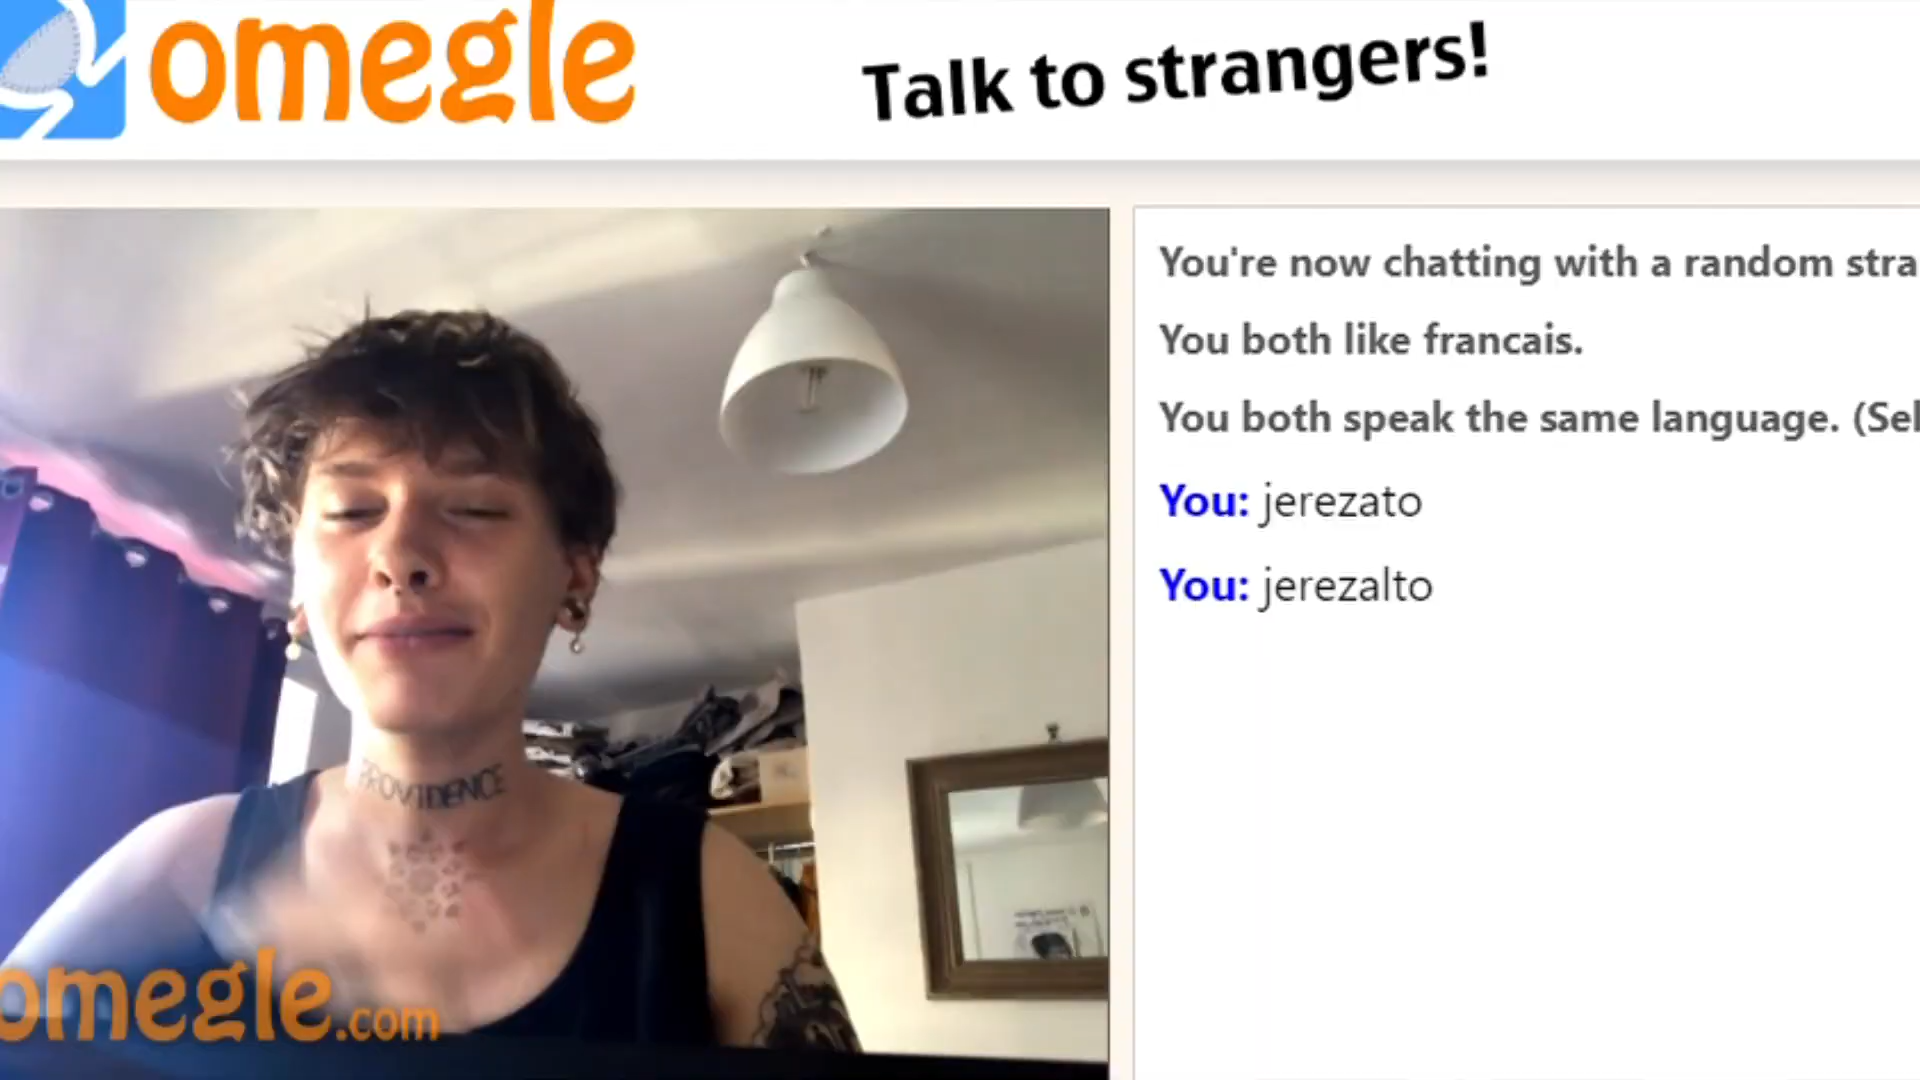 omegle
Talk to strangers!
You're now chatting with a random stra
You both like francais.
You both speak the same language. (Sel
You: jerezato
You: jerezalto
PROVIDENCE
omegle.com